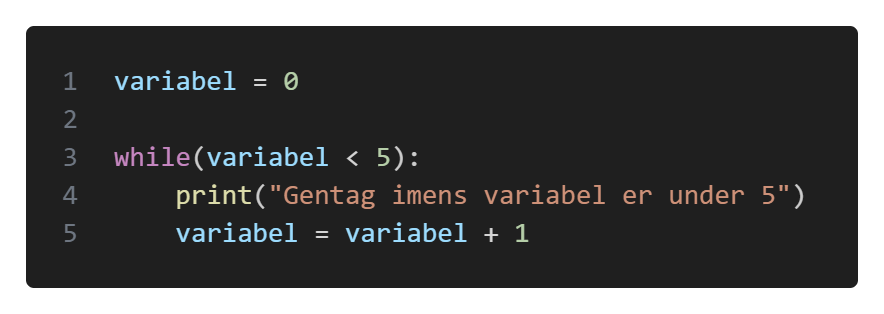 1 variabel = 0
2
3 while(variabel < 5):
4     print("Gentag imens variabel er under 5")
5     variabel = variabel + 1